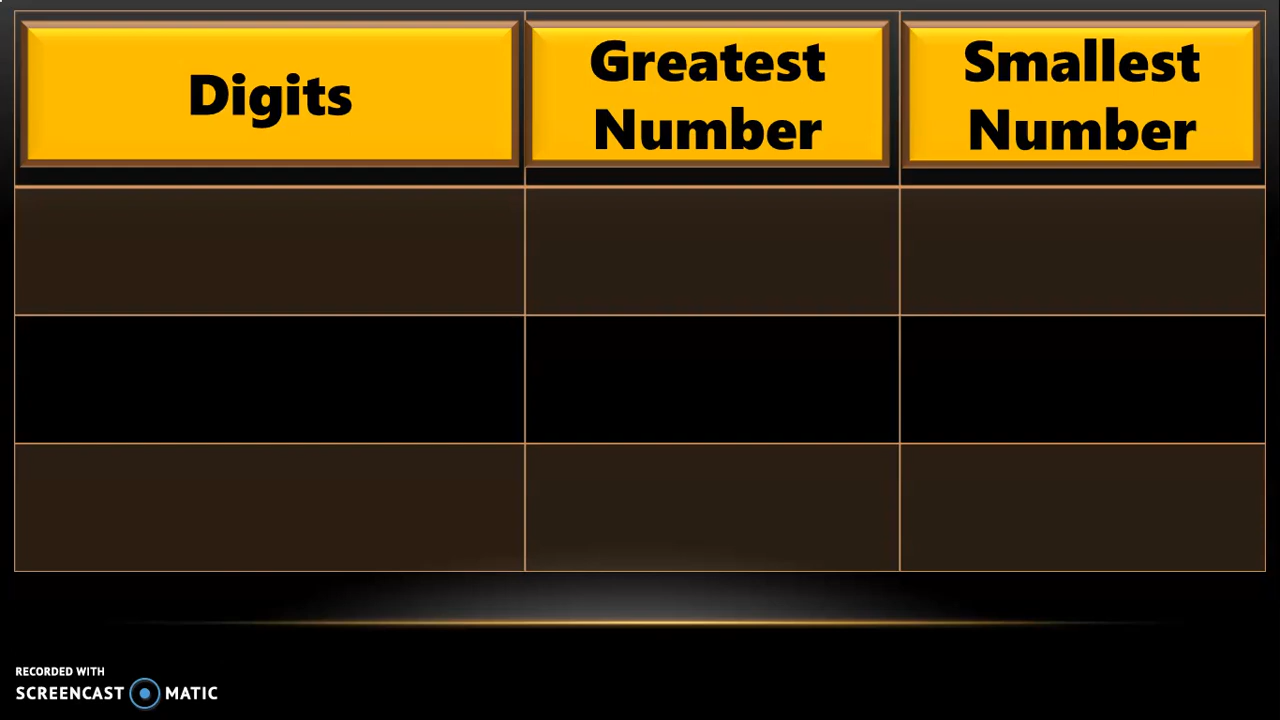 Digits
Greatest
Number
Smallest
Number
RECORDED WITH
SCREENCAST MATIC